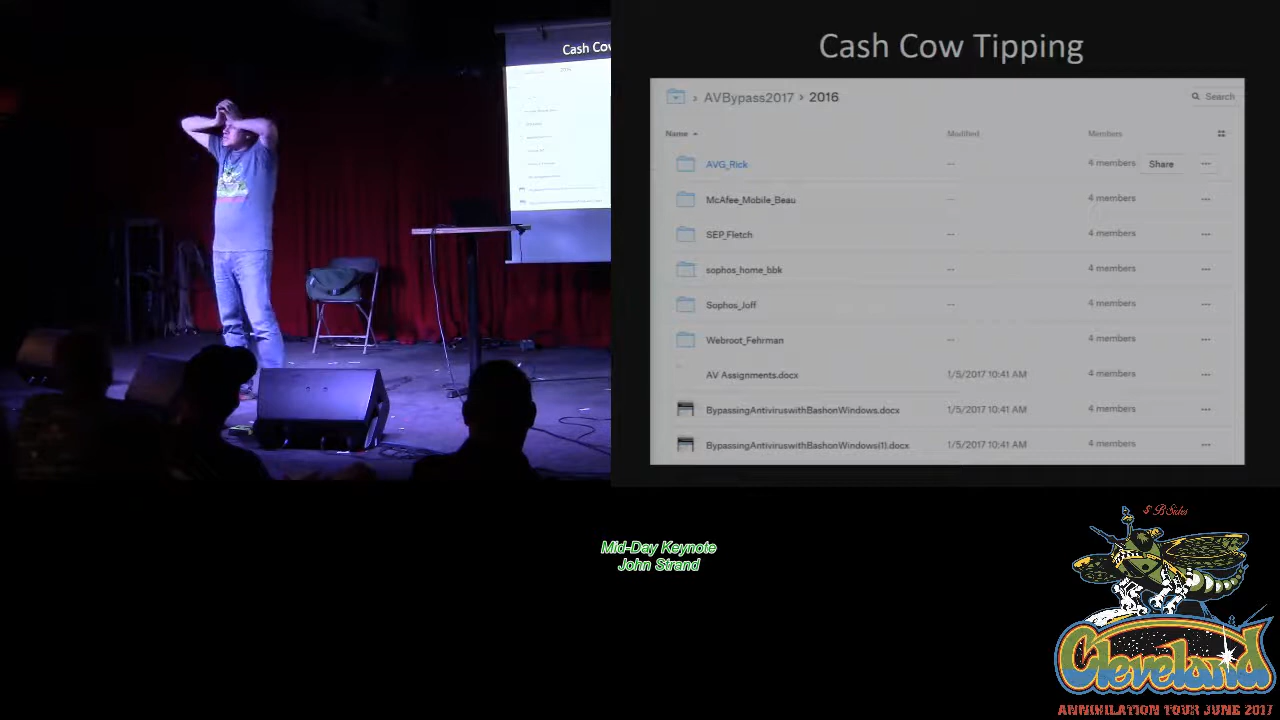 Cash Cow
Cash Cow Tipping
AVBypass2017 › 2016
Search
Name
Modified
Members
AVG_Rick -- 4 members Share
McAfee_Mobile_Beau -- 4 members
SEP_Fletch -- 4 members
sophos_home_bbk -- 4 members
Sophos_Joff -- 4 members
Webroot_Fehrman -- 4 members
AV Assignments.docx 1/5/2017 10:41 AM 4 members
BypassingAntiviruswithBashonWindows.docx 1/5/2017 10:41 AM 4 members
BypassingAntiviruswithBashonWindows(1).docx 1/5/2017 10:41 AM 4 members
Mid-Day Keynote
John Strand
BSides
Cleveland
ANNIHILATION TOUR JUNE 2017